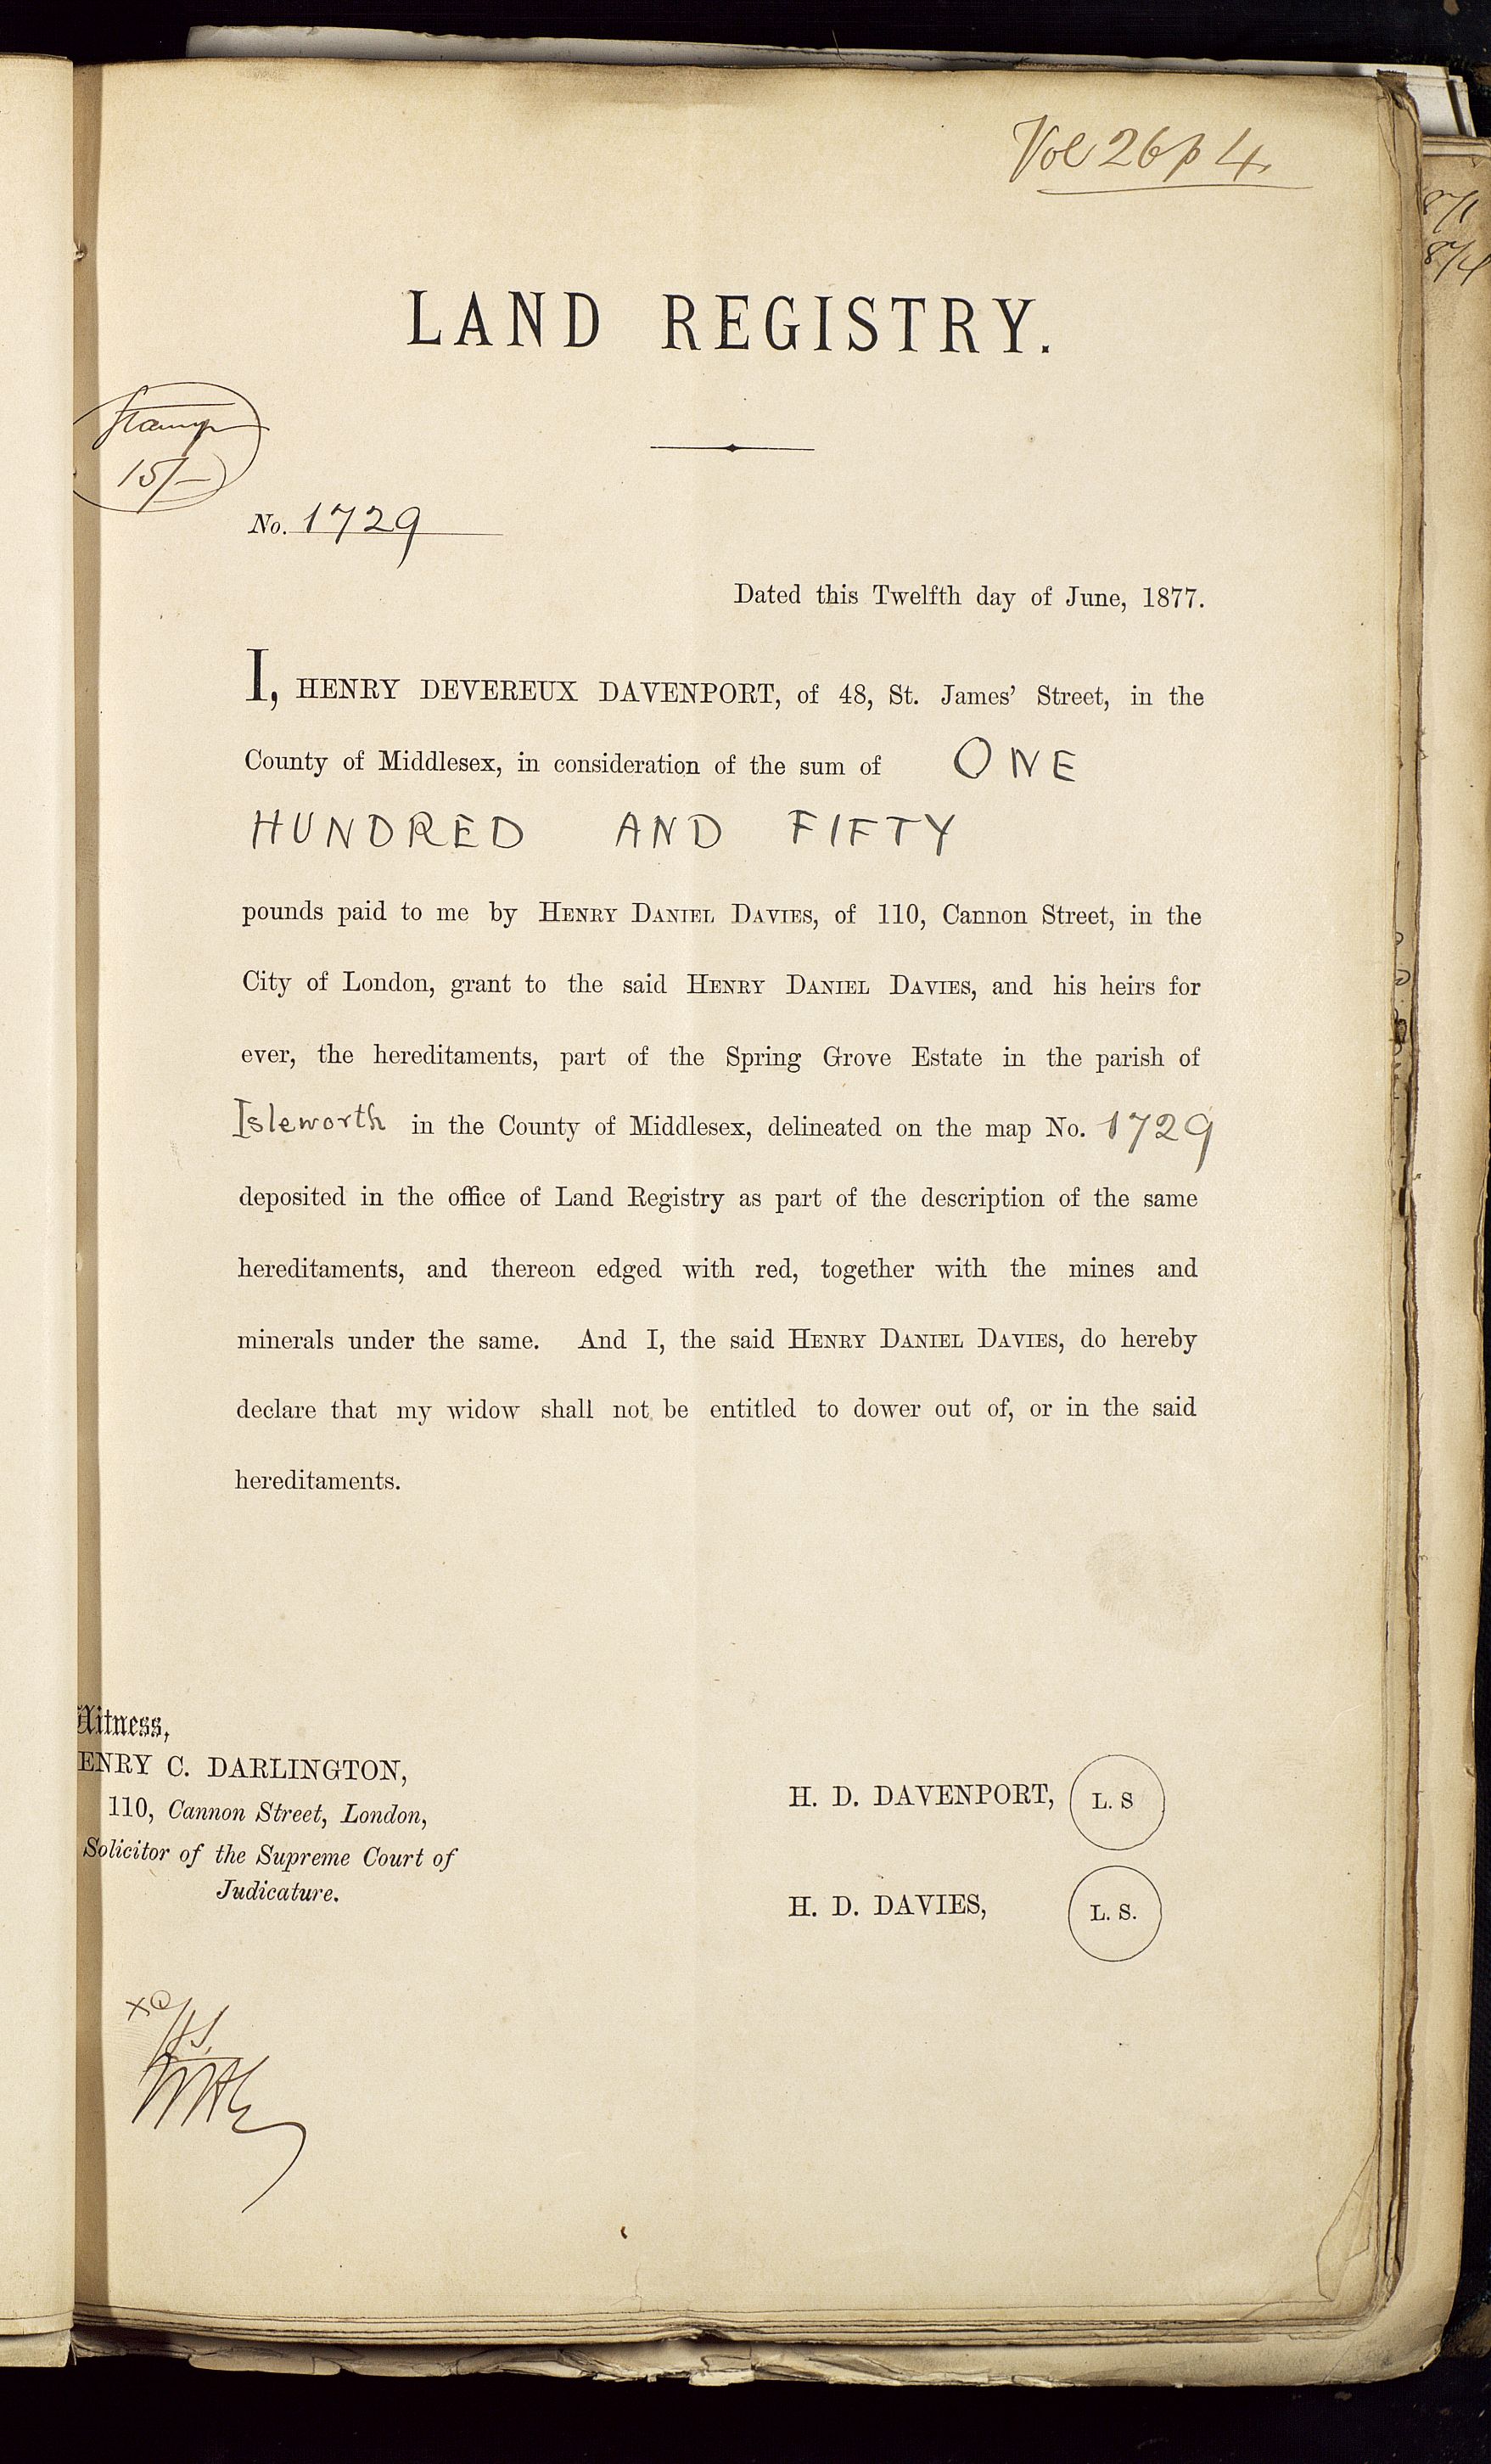 Vol 26 p 4
LAND REGISTRY.
Stamp
15/-
No. 1729
Dated this Twelfth day of June, 1877.
I, HENRY DEVEREUX DAVENPORT, of 48, St. James' Street, in the
County of Middlesex, in consideration of the sum of ONE
HUNDRED AND FIFTY
pounds paid to me by HENRY DANIEL DAVIES, of 110, Cannon Street, in the
City of London, grant to the said HENRY DANIEL DAVIES, and his heirs for
ever, the hereditaments, part of the Spring Grove Estate in the parish of
Isleworth in the County of Middlesex, delineated on the map No. 1729
deposited in the office of Land Registry as part of the description of the same
hereditaments, and thereon edged with red, together with the mines and
minerals under the same. And I, the said HENRY DANIEL DAVIES, do hereby
declare that my widow shall not be entitled to dower out of, or in the said
hereditaments.
Witness,
ENRY C. DARLINGTON,
110, Cannon Street, London,
Solicitor of the Supreme Court of
Judicature.
H. D. DAVENPORT, L. S
H. D. DAVIES, L. S.